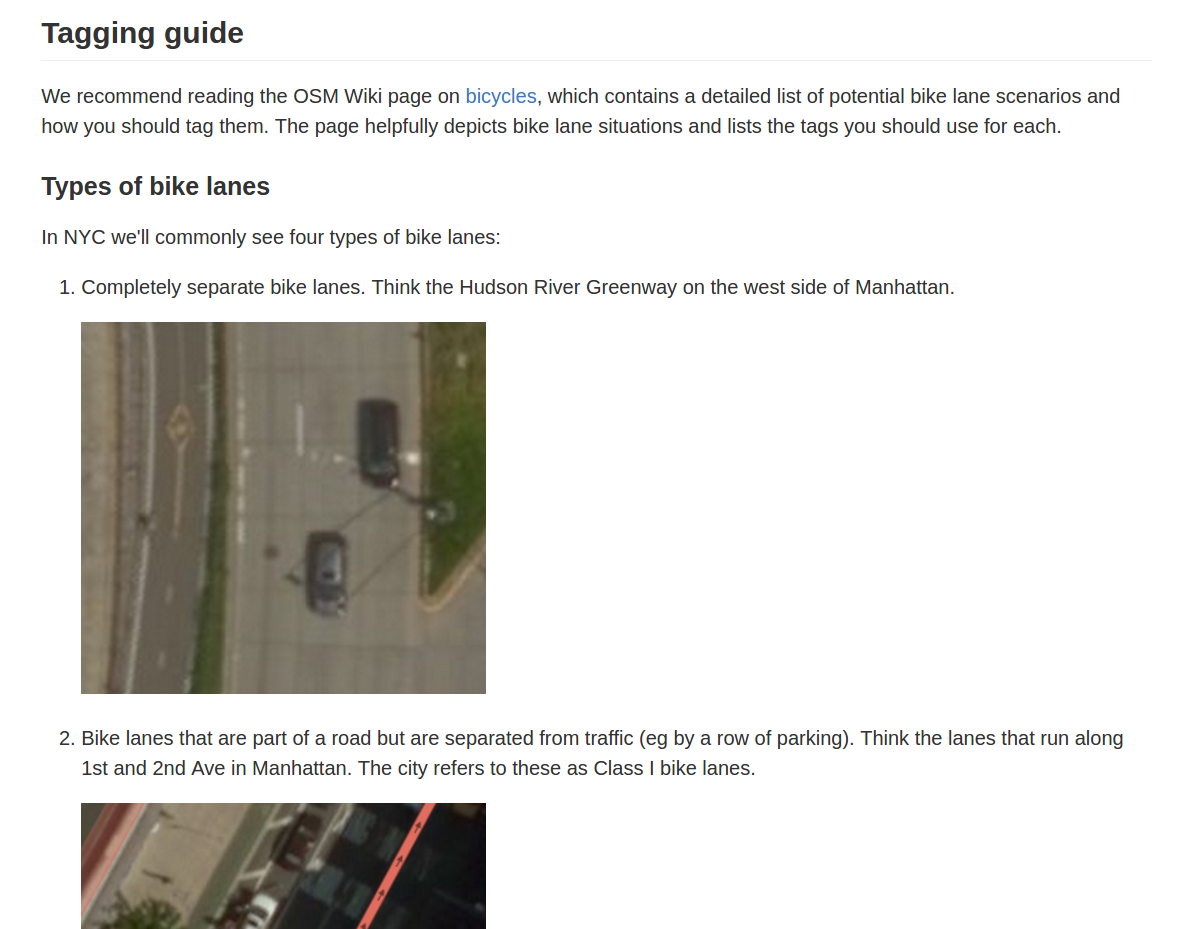 Tagging guide
We recommend reading the OSM Wiki page on bicycles, which contains a detailed list of potential bike lane scenarios and
how you should tag them. The page helpfully depicts bike lane situations and lists the tags you should use for each.
Types of bike lanes
In NYC we'll commonly see four types of bike lanes:
1. Completely separate bike lanes. Think the Hudson River Greenway on the west side of Manhattan.
2. Bike lanes that are part of a road but are separated from traffic (eg by a row of parking). Think the lanes that run along
1st and 2nd Ave in Manhattan. The city refers to these as Class I bike lanes.